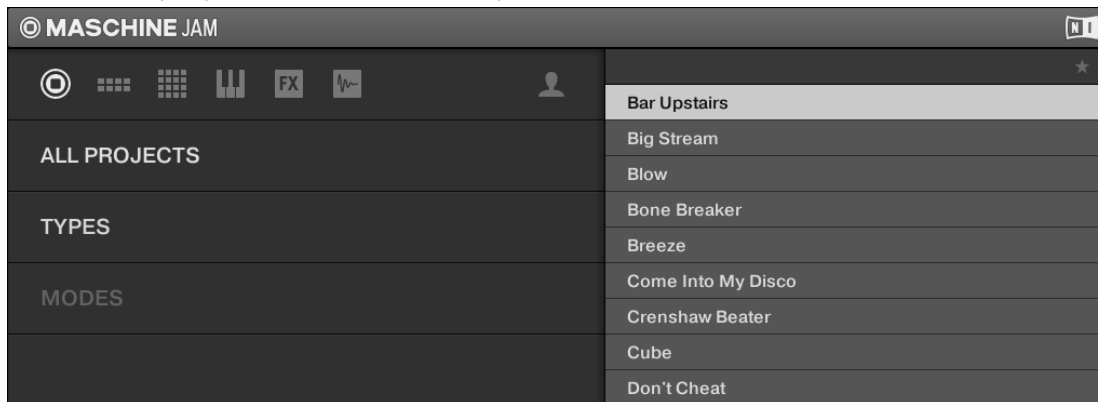 MASCHINE JAM
NI
FX
ALL PROJECTS
TYPES
MODES
Bar Upstairs
Big Stream
Blow
Bone Breaker
Breeze
Come Into My Disco
Crenshaw Beater
Cube
Don't Cheat